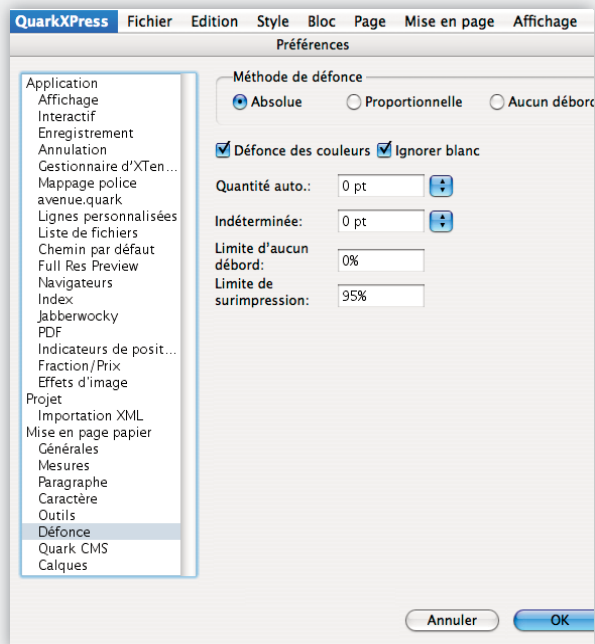 QuarkXPress Fichier Edition Style Bloc Page Mise en page Affichage
Préférences
Application
Affichage
Interactif
Enregistrement
Annulation
Gestionnaire d'XTen...
Mappage police
avenue.quark
Lignes personnalisées
Liste de fichiers
Chemin par défaut
Full Res Preview
Navigateurs
Index
Jabberwocky
PDF
Indicateurs de posit...
Fraction/Prix
Effets d'image
Projet
Importation XML
Mise en page papier
Générales
Mesures
Paragraphe
Caractère
Outils
Défonce
Quark CMS
Calques
Méthode de défonce
Absolue Proportionnelle Aucun débord
Défonce des couleurs Ignorer blanc
Quantité auto.: 0 pt
Indéterminée: 0 pt
Limite d'aucun
débord: 0%
Limite de
surimpression: 95%
Annuler OK